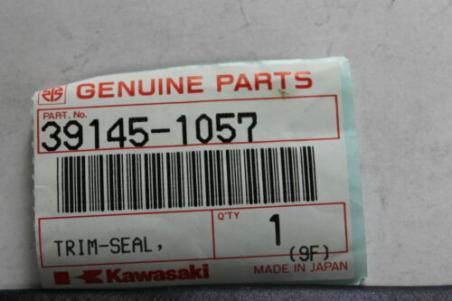 GENUINE PARTS
PART. No.
39145-1057
Q'TY
1
TRIM-SEAL,
(9F)
Kawasaki
MADE IN JAPAN